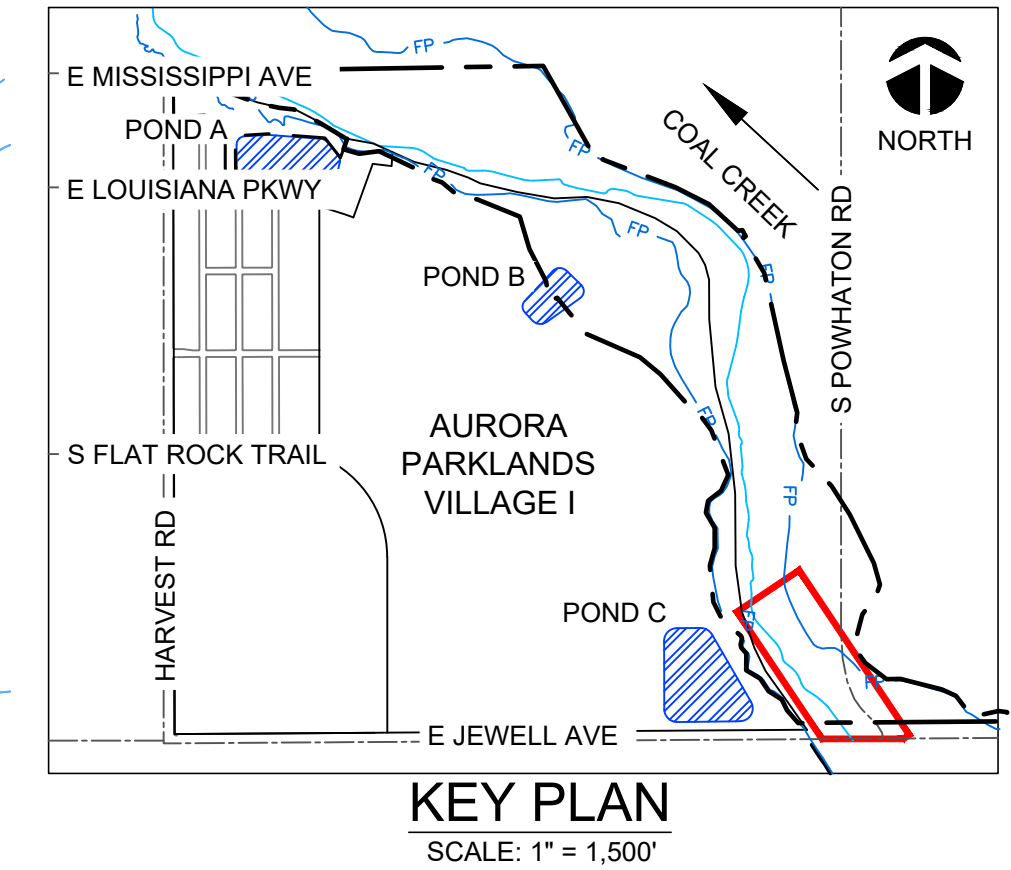 FP
E MISSISSIPPI AVE
POND A
COAL CREEK
NORTH
FP
FP
E LOUISIANA PKWY
FP
POND B
FP
S POWHATON RD
FP
AURORA
PARKLANDS
VILLAGE I
S FLAT ROCK TRAIL
FP
HARVEST RD
POND C
FP
FP
E JEWELL AVE
KEY PLAN
SCALE: 1" = 1,500'